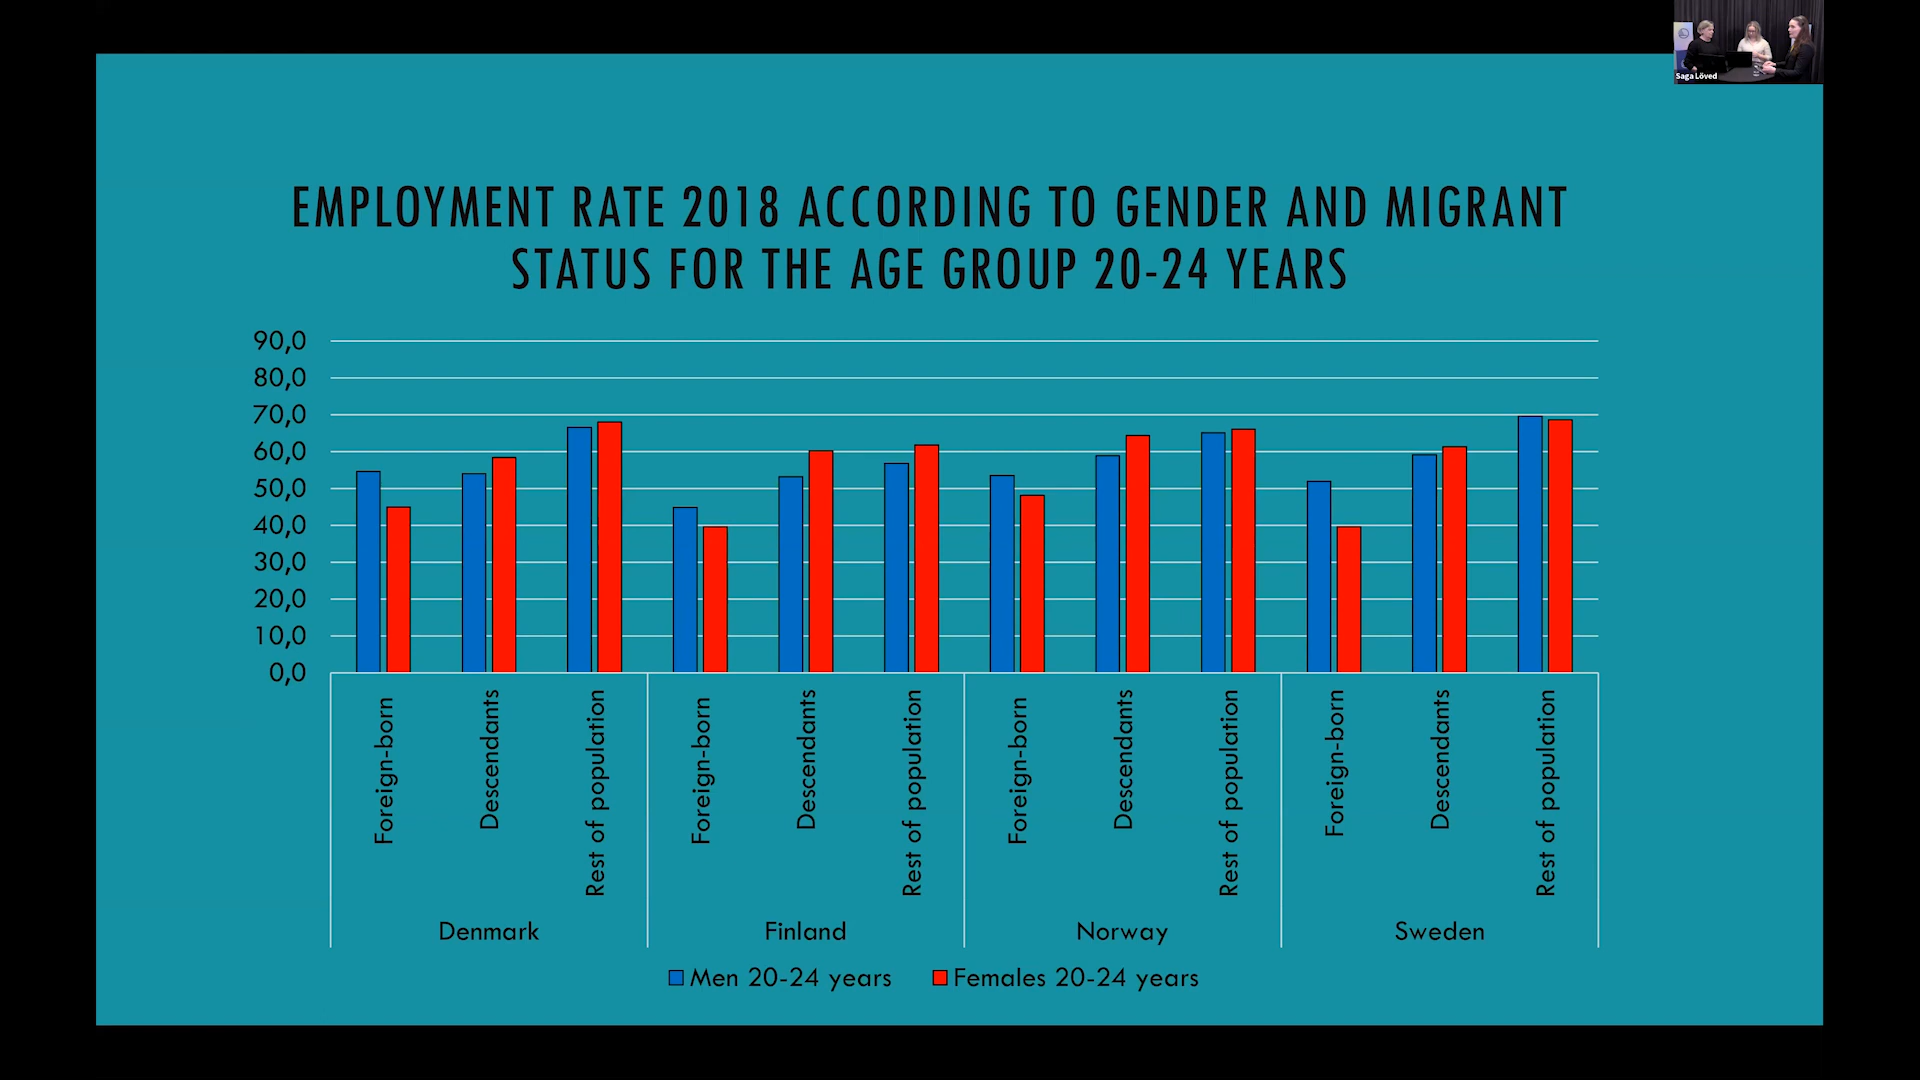 Saga Löved
EMPLOYMENT RATE 2018 ACCORDING TO GENDER AND MIGRANT
STATUS FOR THE AGE GROUP 20-24 YEARS
90,0
80,0
70,0
60,0
50,0
40,0
30,0
20,0
10,0
0,0
Foreign-born
Descendants
Rest of population
Foreign-born
Descendants
Rest of population
Foreign-born
Descendants
Rest of population
Foreign-born
Descendants
Rest of population
Denmark
Finland
Norway
Sweden
Men 20-24 years
Females 20-24 years